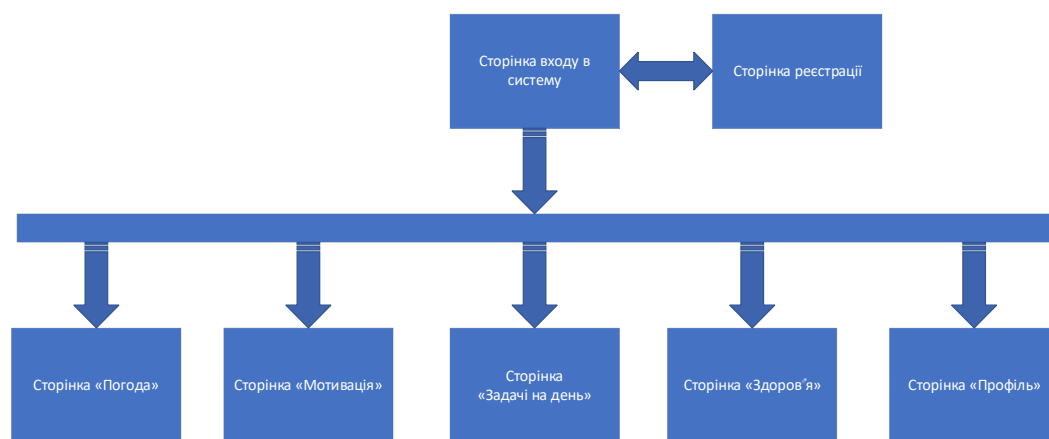 Сторінка входу в
систему
Сторінка реєстрації
Сторінка «Погода»
Сторінка «Мотивація»
Сторінка
«Задачі на день»
Сторінка «Здоров´я»
Сторінка «Профіль»